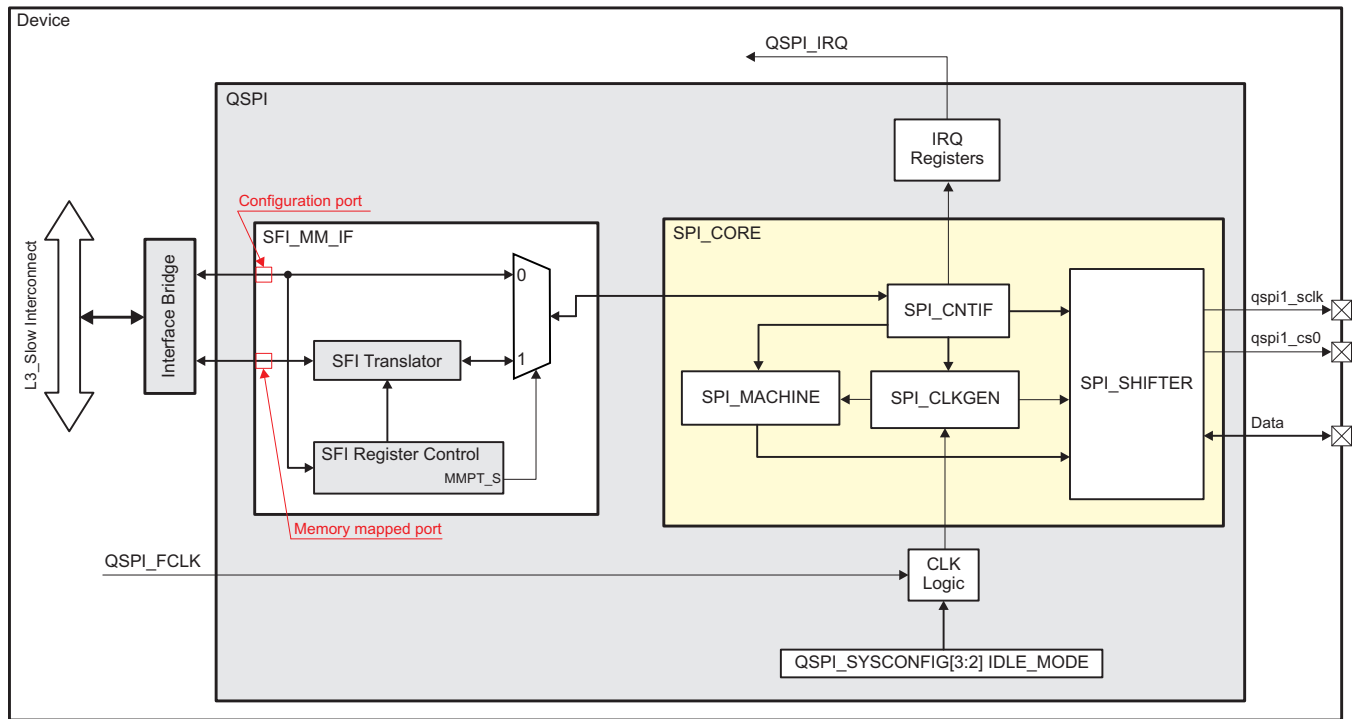 Device
QSPI_IRQ
QSPI
IRQ
Registers
Configuration port
SFI_MM_IF
SPI_CORE
L3_Slow Interconnect
Interface Bridge
0
SPI_CNTIF
qspi1_sclk
qspi1_cs0
SFI Translator
1
SPI_MACHINE
SPI_CLKGEN
SPI_SHIFTER
Data
SFI Register Control
MMPT_S
Memory mapped port
QSPI_FCLK
CLK
Logic
QSPI_SYSCONFIG[3:2] IDLE_MODE